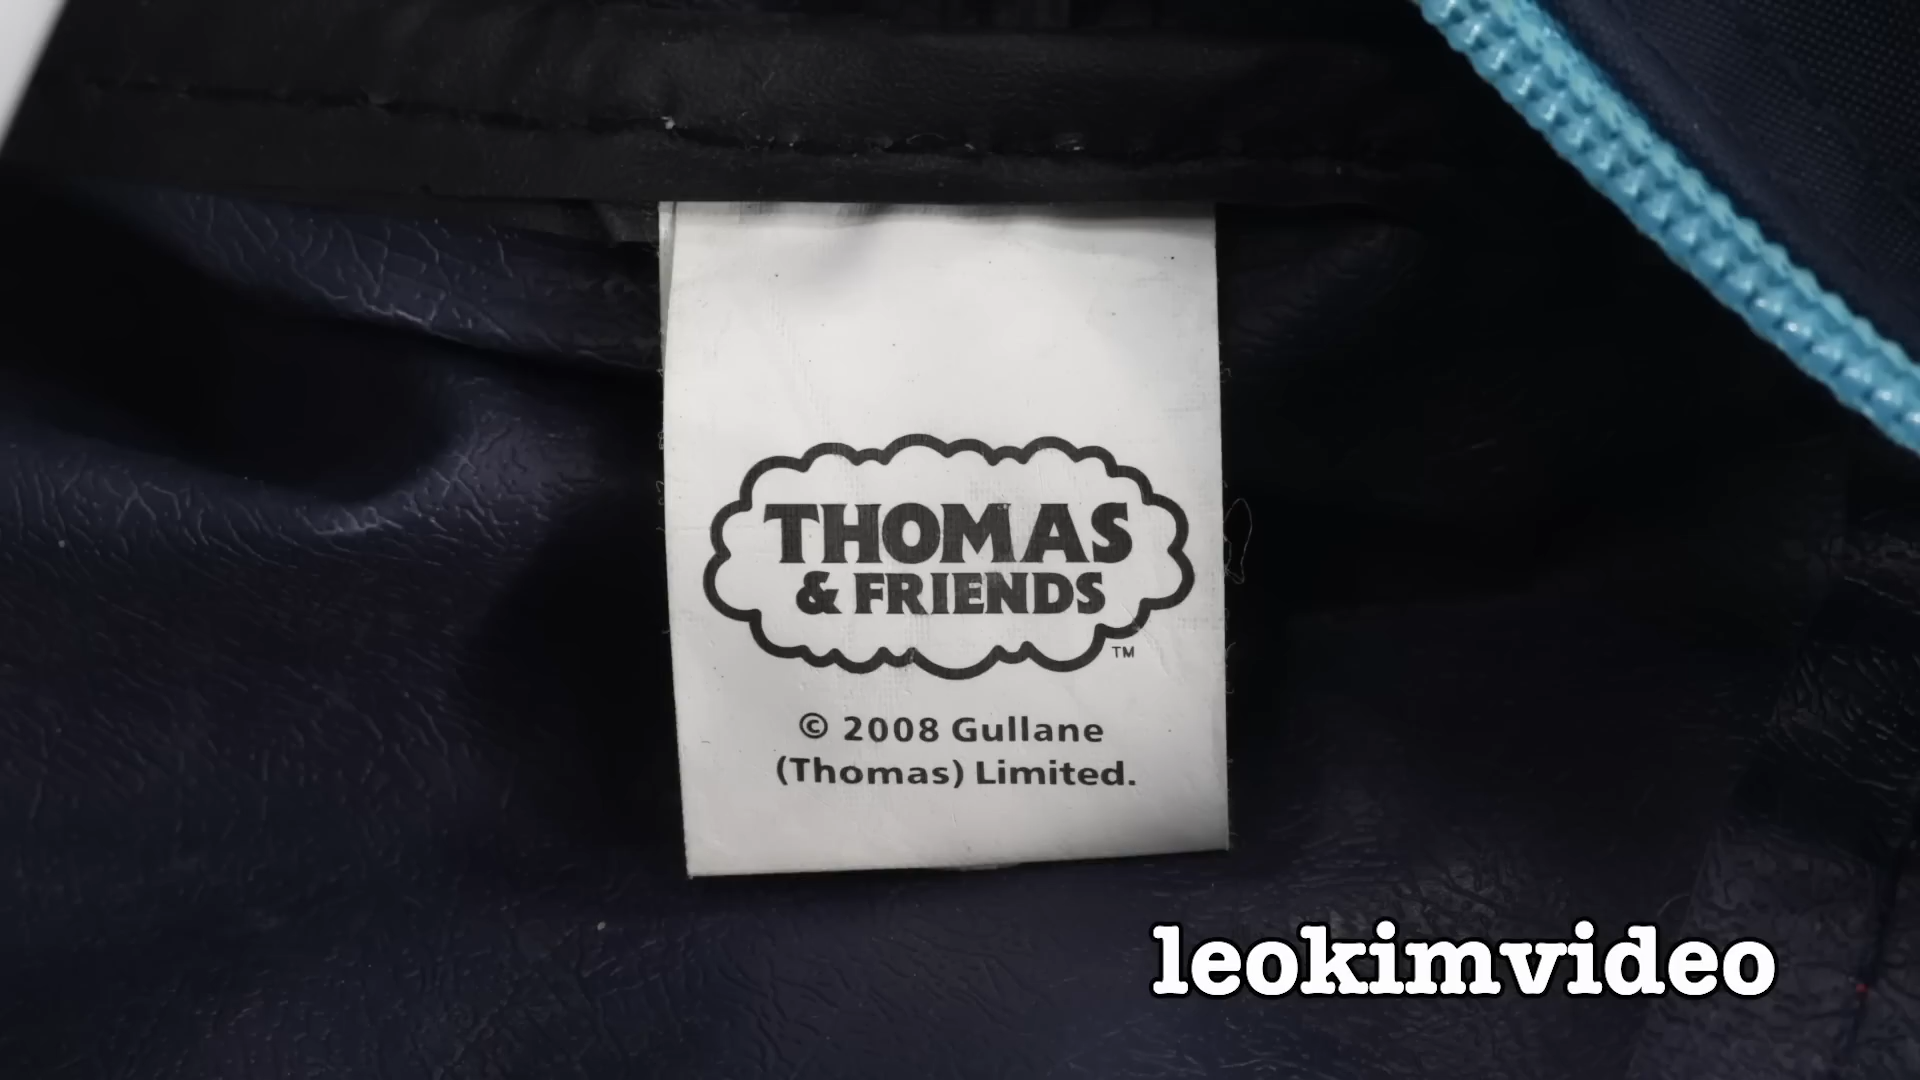 THOMAS
& FRIENDS
TM
© 2008 Gullane
(Thomas) Limited.
leokimvideo